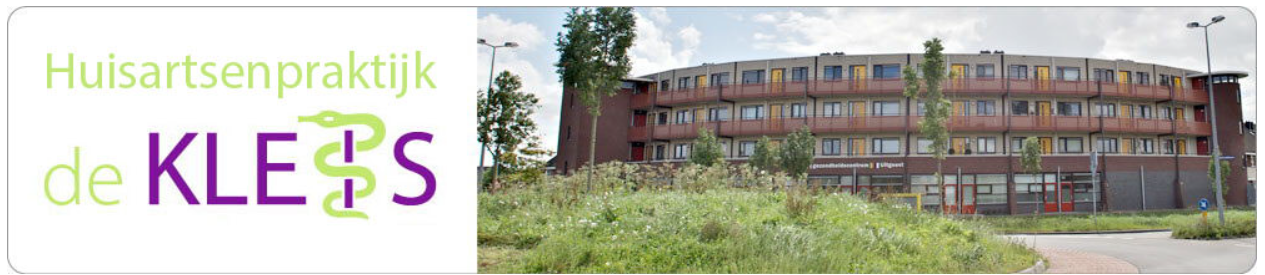 Huisartsenpraktijk
de KLEIS
gezondheidscentrum Uitgeest